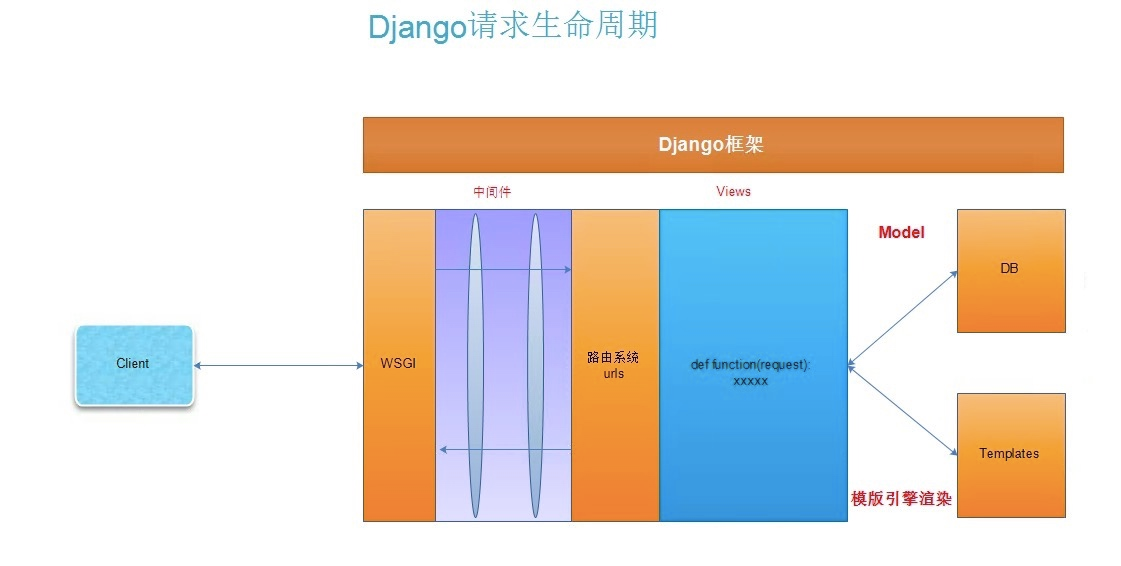 Django请求生命周期
Django框架
中间件
Views
Model
DB
Client
WSGI
路由系统
urls
def function(request):
xxxxx
Templates
模版引擎渲染